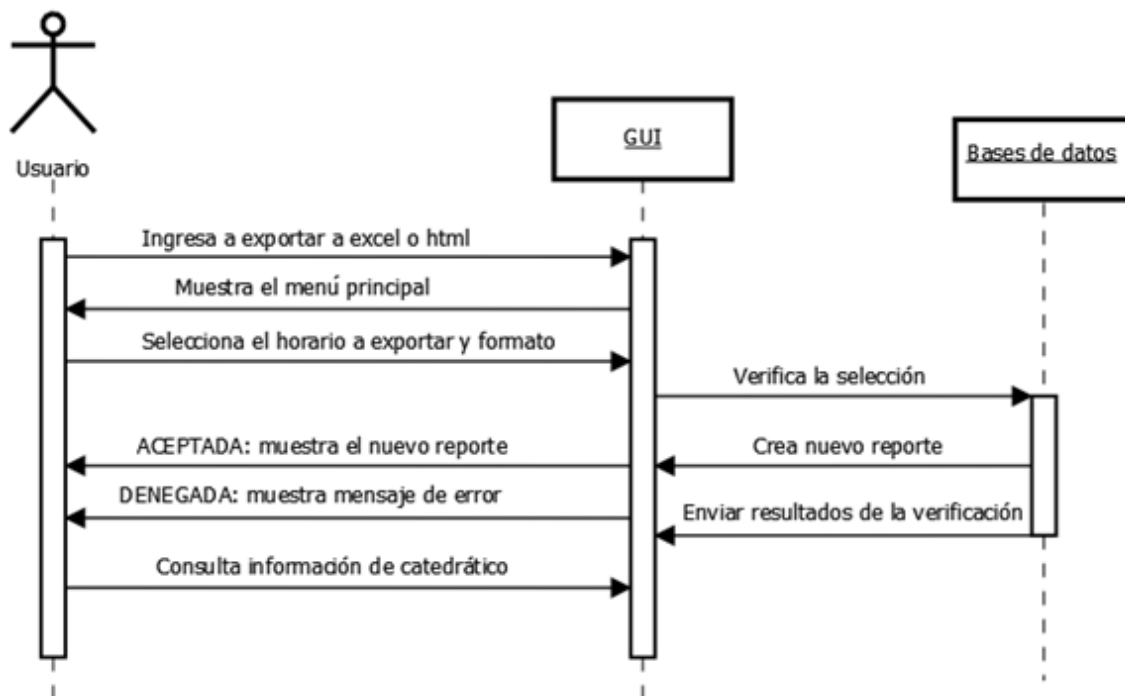 GUI
Bases de datos
Usuario
Ingresa a exportar a excel o html
Muestra el menú principal
Selecciona el horario a exportar y formato
Verifica la selección
ACEPTADA: muestra el nuevo reporte
Crea nuevo reporte
DENEGADA: muestra mensaje de error
Enviar resultados de la verificación
Consulta información de catedrático